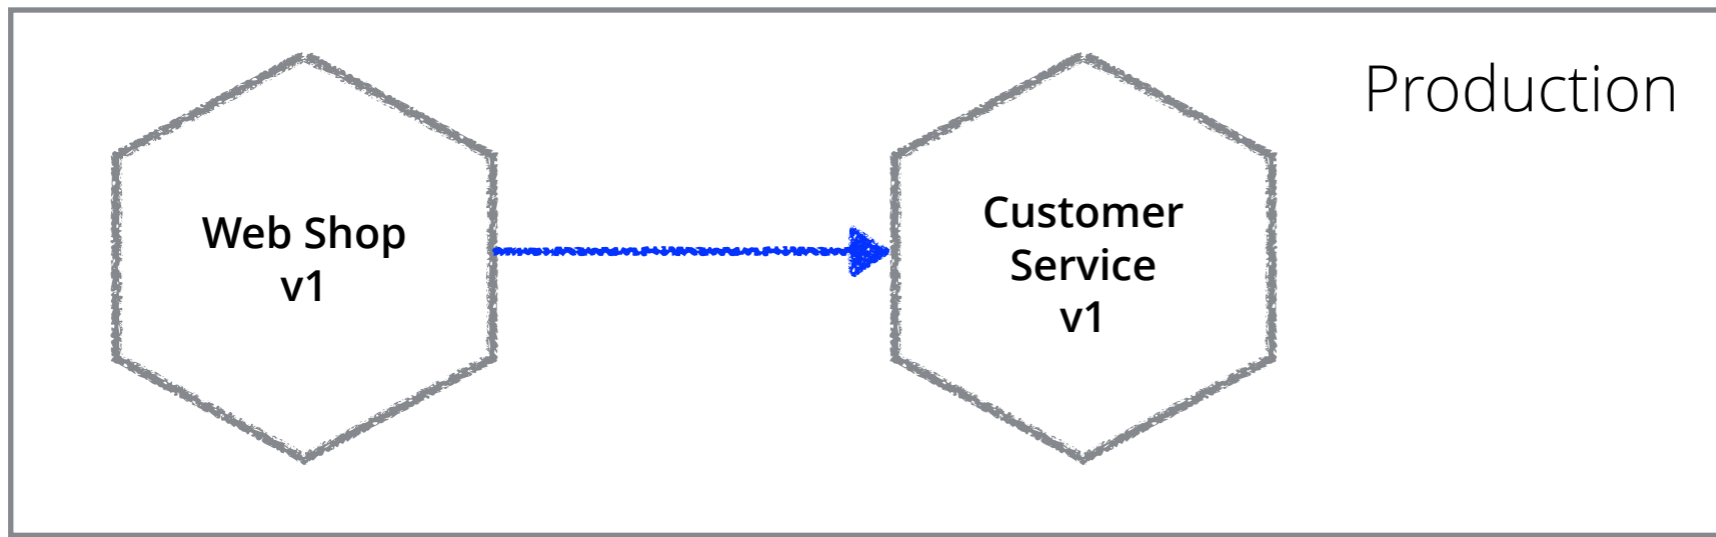 Production
Web Shop
v1
Customer
Service
v1